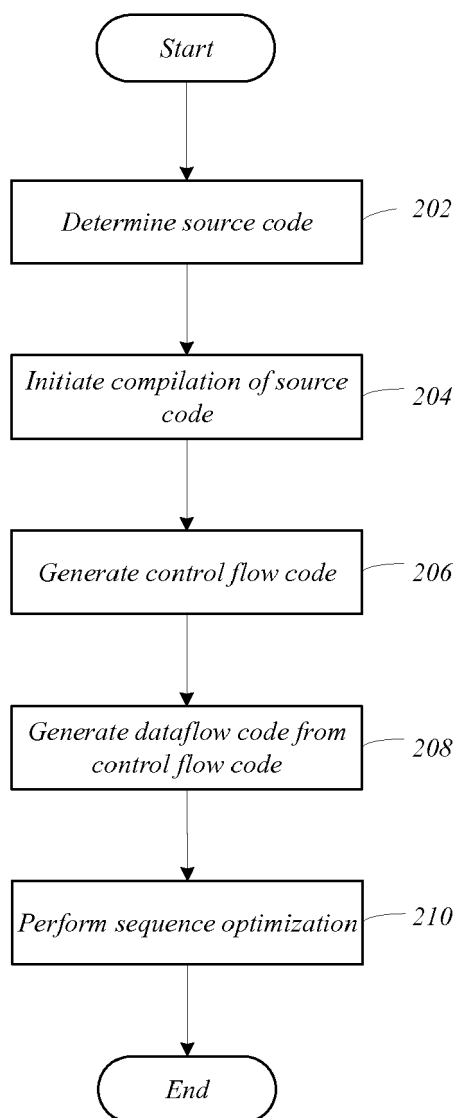 Start
Determine source code
202
Initiate compilation of source
code
204
Generate control flow code
206
Generate dataflow code from
control flow code
208
Perform sequence optimization
210
End